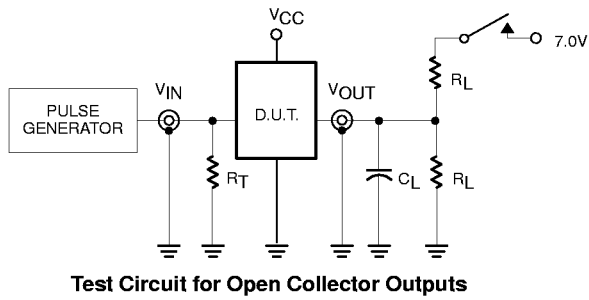 VCC
7.0V
PULSE
GENERATOR
VIN
D.U.T.
VOUT
RL
RT
CL
RL
Test Circuit for Open Collector Outputs